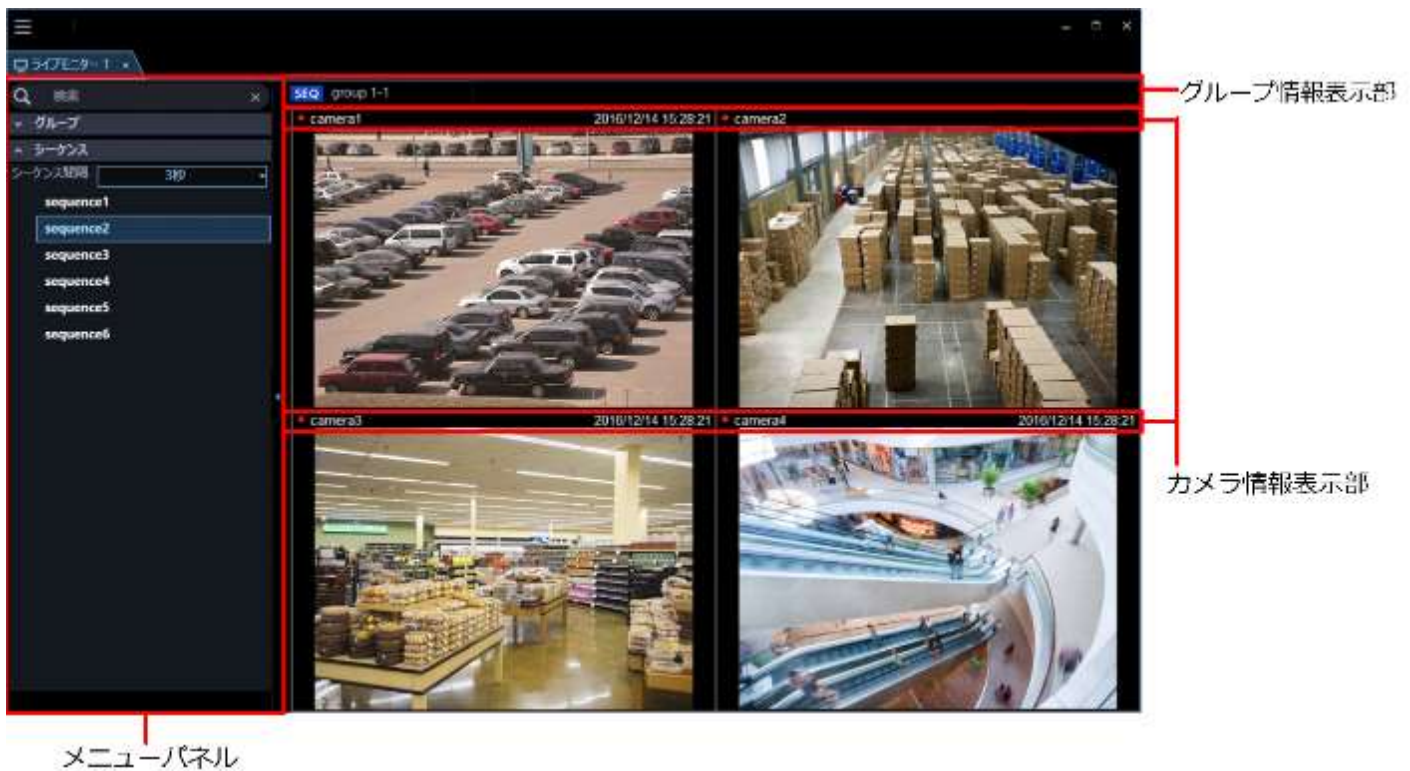 ライブモニター 1
検索
グループ
シーケンス
シーケンス間隔 3秒
sequence1
sequence2
sequence3
sequence4
sequence5
sequence6
SEQ group 1-1
camera1 2016/12/14 15:28:21
camera2
camera3 2016/12/14 15:28:21
camera4 2016/12/14 15:28:21
グループ情報表示部
カメラ情報表示部
メニューパネル